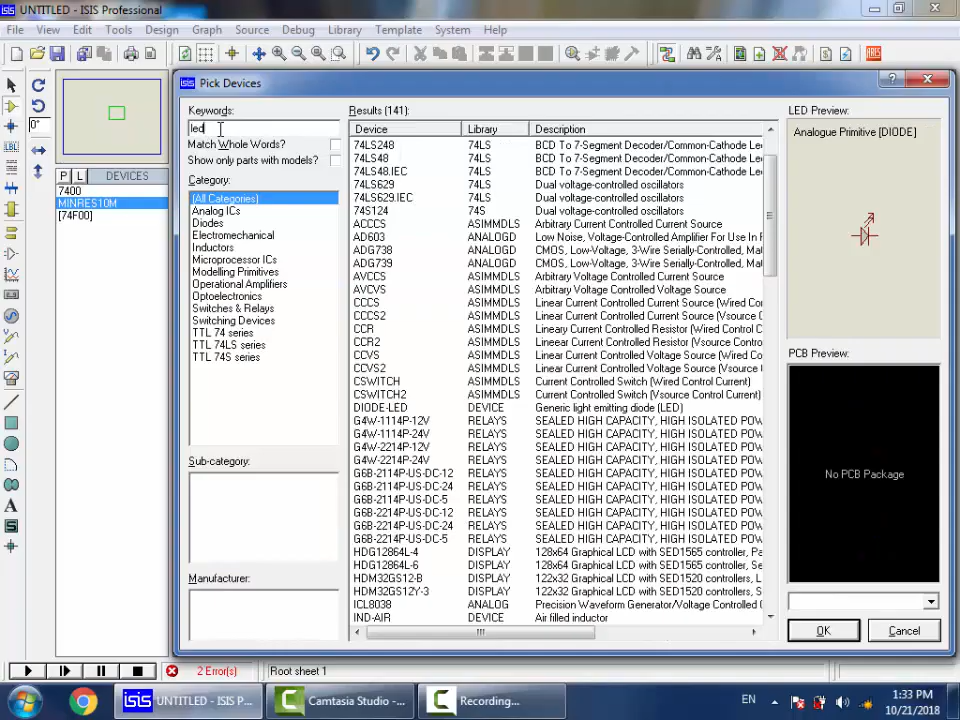 UNTITLED - ISIS Professional
File View Edit Tools Design Graph Source Debug Library Template System Help
ARES
Pick Devices
Keywords:
led
Match Whole Words?
Show only parts with models?
Category:
(All Categories)
Analog ICs
Diodes
Electromechanical
Inductors
Microprocessor ICs
Modelling Primitives
Operational Amplifiers
Optoelectronics
Switches & Relays
Switching Devices
TTL 74 series
TTL 74LS series
TTL 74S series
Sub-category:
Manufacturer:
0°
LBL
P L DEVICES
7400
MINRES10M
[74F00]
Results (141):
Device Library Description
74LS248 74LS BCD To 7-Segment Decoder/Common-Cathode Le
74LS48 74LS BCD To 7-Segment Decoder/Common-Cathode Le
74LS48.IEC 74LS BCD To 7-Segment Decoder/Common-Cathode Le
74LS629 74LS Dual voltage-controlled oscillators
74LS629.IEC 74LS Dual voltage-controlled oscillators
74S124 74S Dual voltage-controlled oscillators
ACCCS ASIMMDLS Arbitrary Current Controlled Current Source
AD603 ANALOGD Low Noise, Voltage-Controlled Amplifier For Use In F
ADG738 ANALOGD CMOS, Low-Voltage, 3-Wire Serially-Controlled, Mat
ADG739 ANALOGD CMOS, Low-Voltage, 3-Wire Serially-Controlled, Mat
AVCCS ASIMMDLS Arbitrary Voltage Controlled Current Source
AVCVS ASIMMDLS Arbitrary Voltage Controlled Voltage Source
CCCS ASIMMDLS Linear Current Controlled Current Source (Wired Co
CCCS2 ASIMMDLS Linear Current Controlled Current Source (Vsource C
CCR ASIMMDLS Lineary Current Controlled Resistor (Wired Control C
CCR2 ASIMMDLS Lineear Current Controlled Resistor (Vsource Contro
CCVS ASIMMDLS Linear Current Controlled Voltage Source (Wired Co
CCVS2 ASIMMDLS Linear Current Controlled Voltage Source (Vsource C
CSWITCH ASIMMDLS Current Controlled Switch (Wired Control Current)
CSWITCH2 ASIMMDLS Current Controlled Switch (Vsource Control Current)
DIODE-LED DEVICE Generic light emitting diode (LED)
G4W-1114P-12V RELAYS SEALED HIGH CAPACITY, HIGH ISOLATED POW
G4W-1114P-24V RELAYS SEALED HIGH CAPACITY, HIGH ISOLATED POW
G4W-2214P-12V RELAYS SEALED HIGH CAPACITY, HIGH ISOLATED POW
G4W-2214P-24V RELAYS SEALED HIGH CAPACITY, HIGH ISOLATED POW
G6B-2114P-US-DC-12 RELAYS SEALED HIGH CAPACITY, HIGH ISOLATED POW
G6B-2114P-US-DC-24 RELAYS SEALED HIGH CAPACITY, HIGH ISOLATED POW
G6B-2114P-US-DC-5 RELAYS SEALED HIGH CAPACITY, HIGH ISOLATED POW
G6B-2214P-US-DC-12 RELAYS SEALED HIGH CAPACITY, HIGH ISOLATED POW
G6B-2214P-US-DC-24 RELAYS SEALED HIGH CAPACITY, HIGH ISOLATED POW
G6B-2214P-US-DC-5 RELAYS SEALED HIGH CAPACITY, HIGH ISOLATED POW
HDG12864L-4 DISPLAY 128x64 Graphical LCD with SED1565 controller, Pa
HDG12864L-6 DISPLAY 128x64 Graphical LCD with SED1565 controller, Se
HDM32GS12-B DISPLAY 122x32 Graphical LCD with SED1520 controllers, L
HDM32GS12Y-3 DISPLAY 122x32 Graphical LCD with SED1520 controllers, L
ICL8038 ANALOG Precision Waveform Generator/Voltage Controlled
IND-AIR DEVICE Air filled inductor
LED Preview:
Analogue Primitive [DIODE]
PCB Preview:
No PCB Package
OK Cancel
2 Error(s) Root sheet 1
UNTITLED - ISIS P... Camtasia Studio -... Recording... EN 1:33 PM
10/21/2018